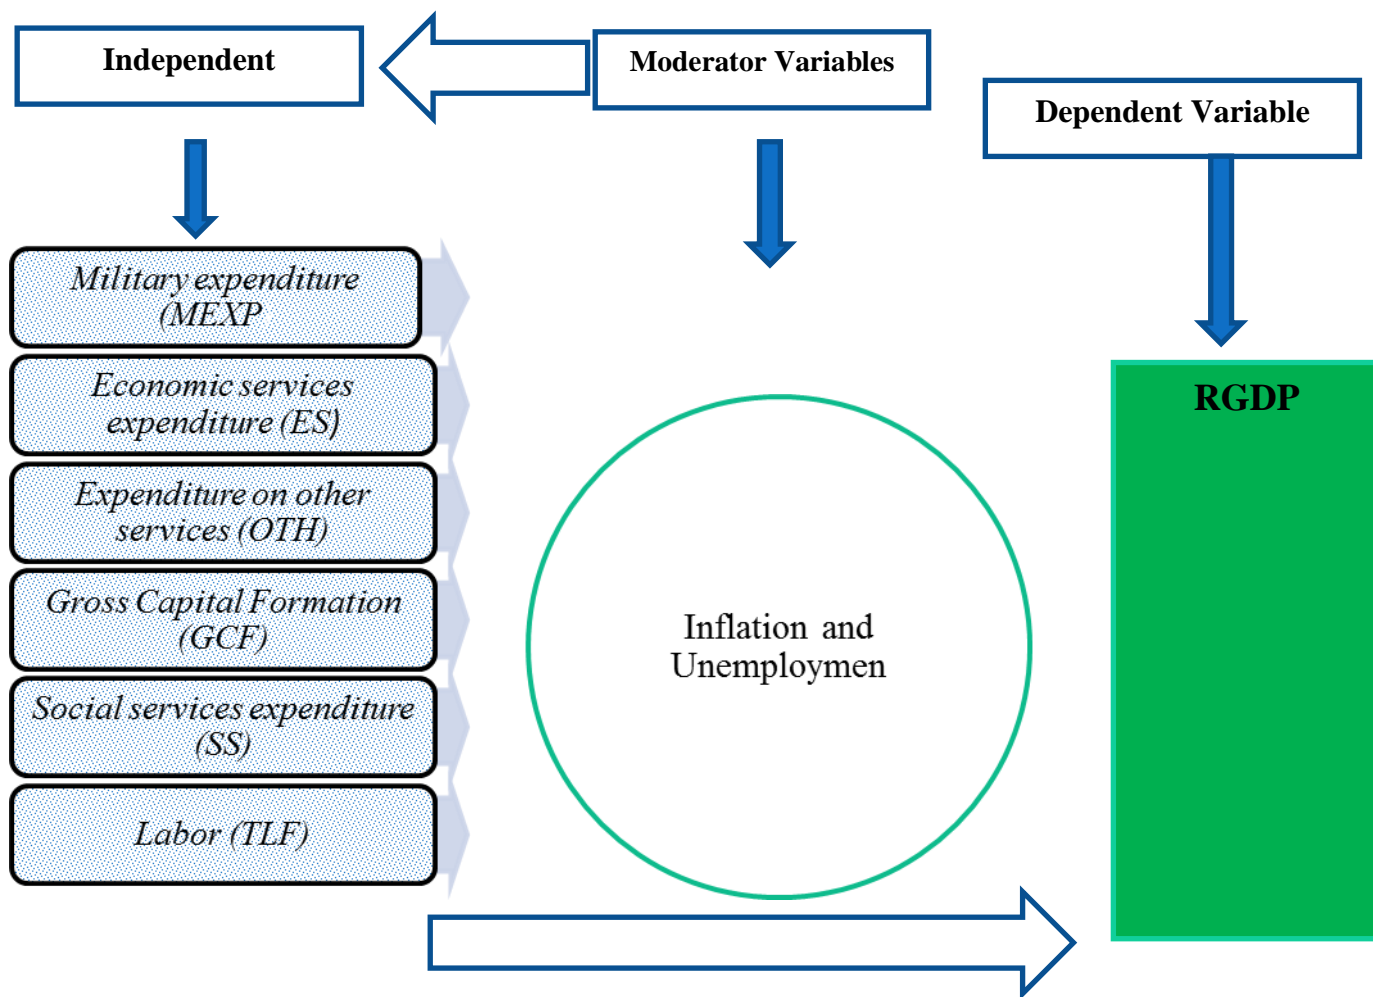 Independent
Moderator Variables
Dependent Variable
Military expenditure
(MEXP
Economic services
expenditure (ES)
Expenditure on other
services (OTH)
Gross Capital Formation
(GCF)
Social services expenditure
(SS)
Labor (TLF)
Inflation and
Unemploymen
RGDP